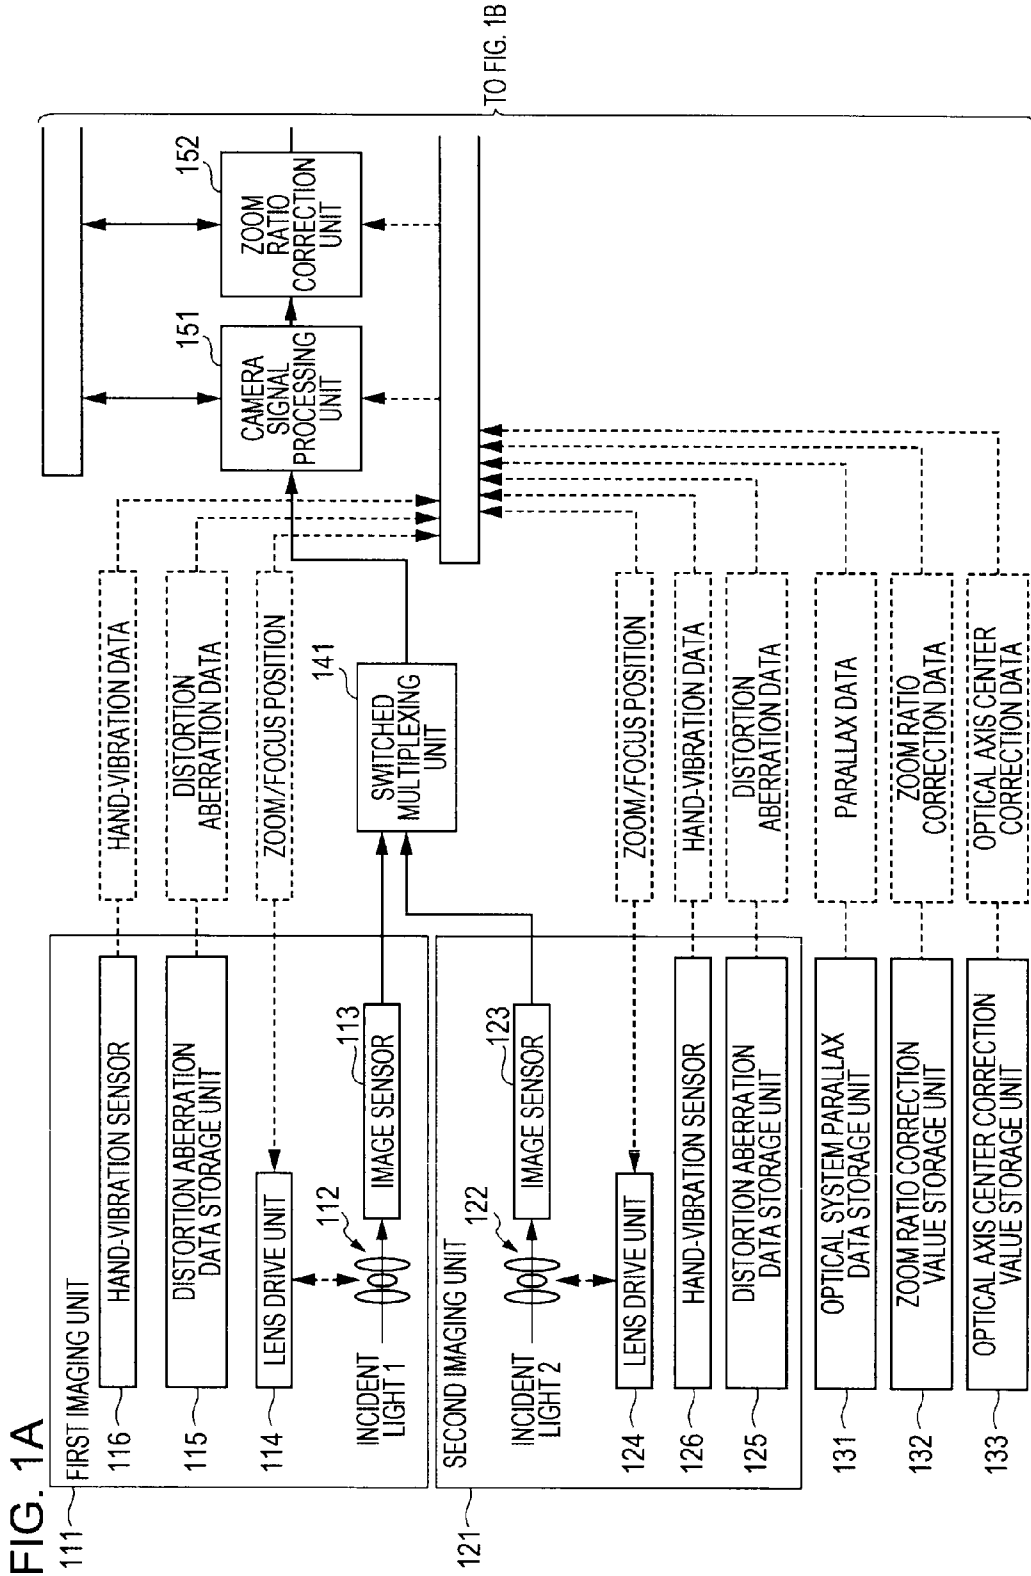 FIG. 1A
111
FIRST IMAGING UNIT
116
HAND-VIBRATION SENSOR
HAND-VIBRATION DATA
115
DISTORTION ABERRATION
DATA STORAGE UNIT
DISTORTION
ABERRATION DATA
114
LENS DRIVE UNIT
ZOOM/FOCUS POSITION
112
INCIDENT
LIGHT 1
113
IMAGE SENSOR
141
SWITCHED
MULTIPLEXING
UNIT
151
CAMERA
SIGNAL
PROCESSING
UNIT
152
ZOOM
RATIO
CORRECTION
UNIT
TO FIG. 1B
121
SECOND IMAGING UNIT
122
INCIDENT
LIGHT 2
123
IMAGE SENSOR
124
LENS DRIVE UNIT
ZOOM/FOCUS POSITION
126
HAND-VIBRATION SENSOR
HAND-VIBRATION DATA
125
DISTORTION ABERRATION
DATA STORAGE UNIT
DISTORTION
ABERRATION DATA
131
OPTICAL SYSTEM PARALLAX
DATA STORAGE UNIT
PARALLAX DATA
132
ZOOM RATIO CORRECTION
VALUE STORAGE UNIT
ZOOM RATIO
CORRECTION DATA
133
OPTICAL AXIS CENTER CORRECTION
VALUE STORAGE UNIT
OPTICAL AXIS CENTER
CORRECTION DATA